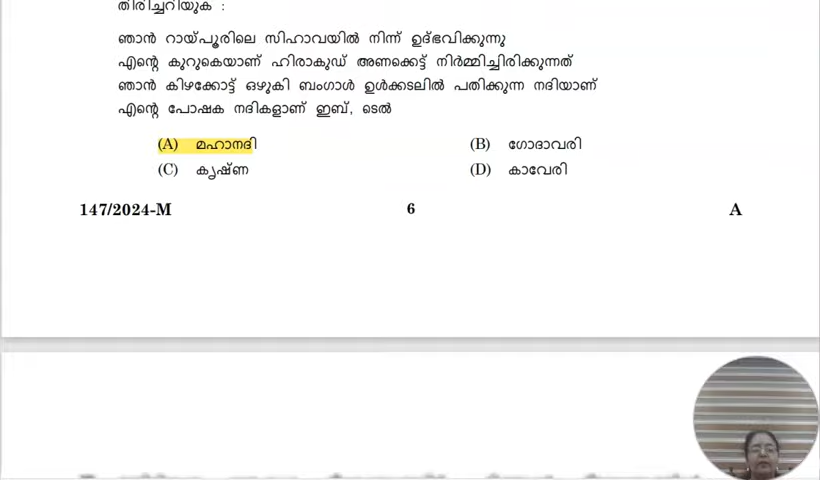 തിരിച്ചറിയുക :
ഞാൻ റായ്പൂരിലെ സിഹാവയിൽ നിന്ന് ഉദ്ഭവിക്കുന്നു
എന്റെ കുറുകെയാണ് ഹിരാകുഡ് അണക്കെട്ട് നിർമ്മിച്ചിരിക്കുന്നത്
ഞാൻ കിഴക്കോട്ട് ഒഴുകി ബംഗാൾ ഉൾക്കടലിൽ പതിക്കുന്ന നദിയാണ്
എന്റെ പോഷക നദികളാണ് ഇബ്, ടെൽ
(A) മഹാനദി (B) ഗോദാവരി
(C) കൃഷ്ണ (D) കാവേരി
147/2024-M 6 A